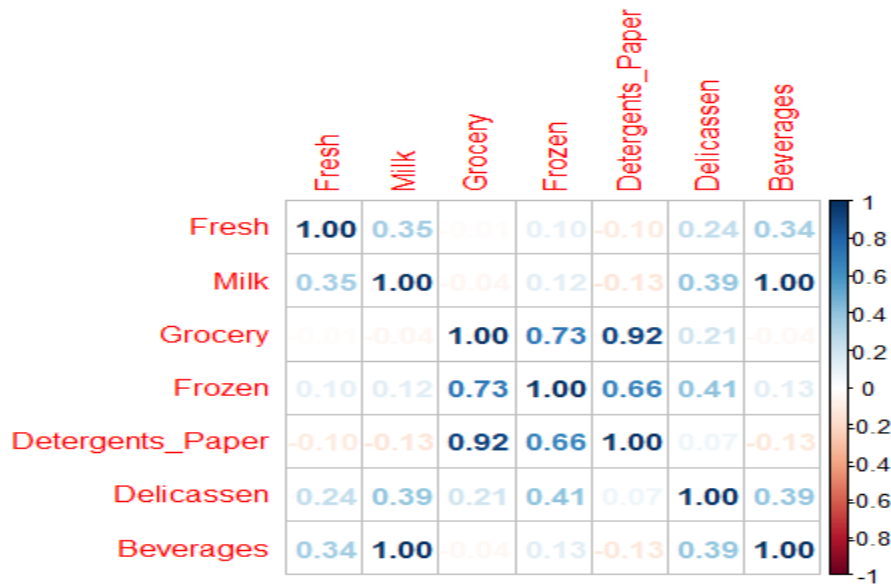 Fresh Milk Grocery Frozen Detergents_Paper Delicassen Beverages
Fresh 1.00 0.35 -0.01 0.10 -0.10 0.24 0.34
Milk 0.35 1.00 -0.04 0.12 -0.13 0.39 1.00
Grocery -0.01 -0.04 1.00 0.73 0.92 0.21 -0.04
Frozen 0.10 0.12 0.73 1.00 0.66 0.41 0.13
Detergents_Paper -0.10 -0.13 0.92 0.66 1.00 0.07 -0.13
Delicassen 0.24 0.39 0.21 0.41 0.07 1.00 0.39
Beverages 0.34 1.00 -0.04 0.13 -0.13 0.39 1.00
1
0.8
0.6
0.4
0.2
0
-0.2
-0.4
-0.6
-0.8
-1